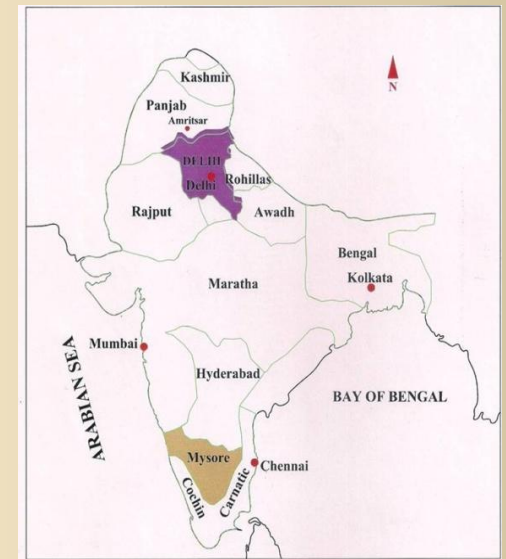 Kashmir
N
Panjab
Amritsar
DELHI
Delhi
Rohillas
Rajput
Awadh
Bengal
Kolkata
Maratha
Mumbai
Hyderabad
ARABIAN SEA
BAY OF BENGAL
Mysore
Chennai
Cochin
Carnatic